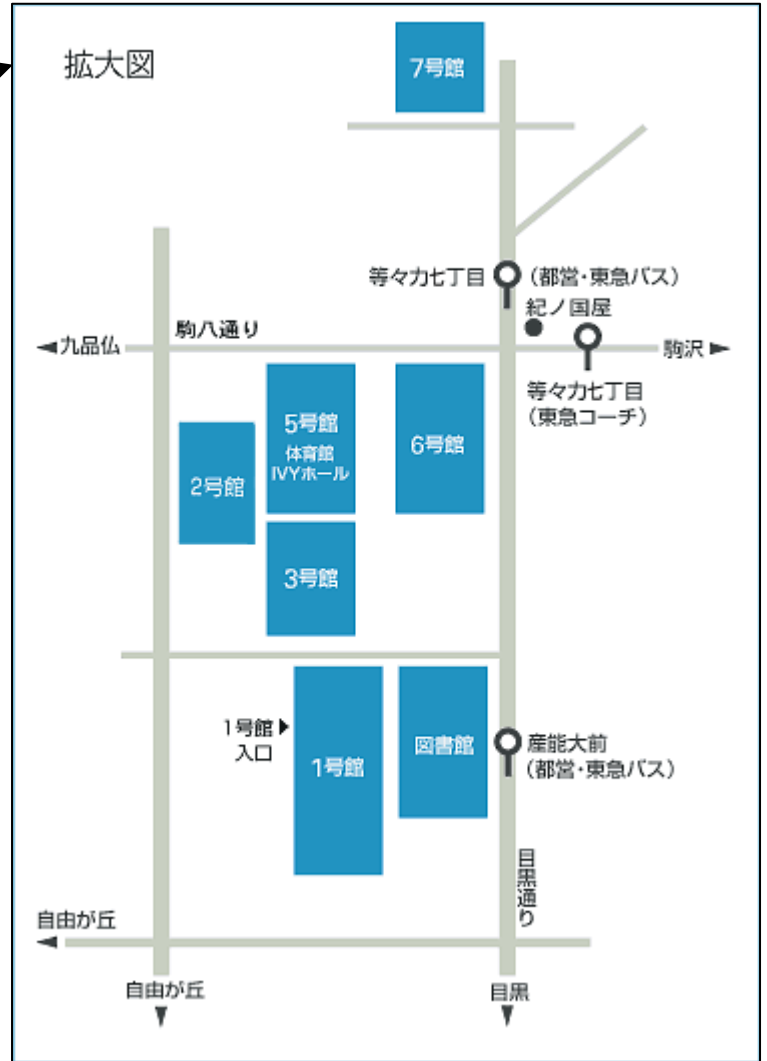 拡大図
7号館
等々力七丁目
(都営・東急バス)
紀ノ国屋
駒八通り
◀九品仏
駒沢▶
等々力七丁目
(東急コーチ)
5号館
体育館
IVYホール
6号館
2号館
3号館
1号館▶
入口
1号館
図書館
産能大前
(都営・東急バス)
目黒通り
自由が丘
◀
自由が丘
▼
目黒
▼